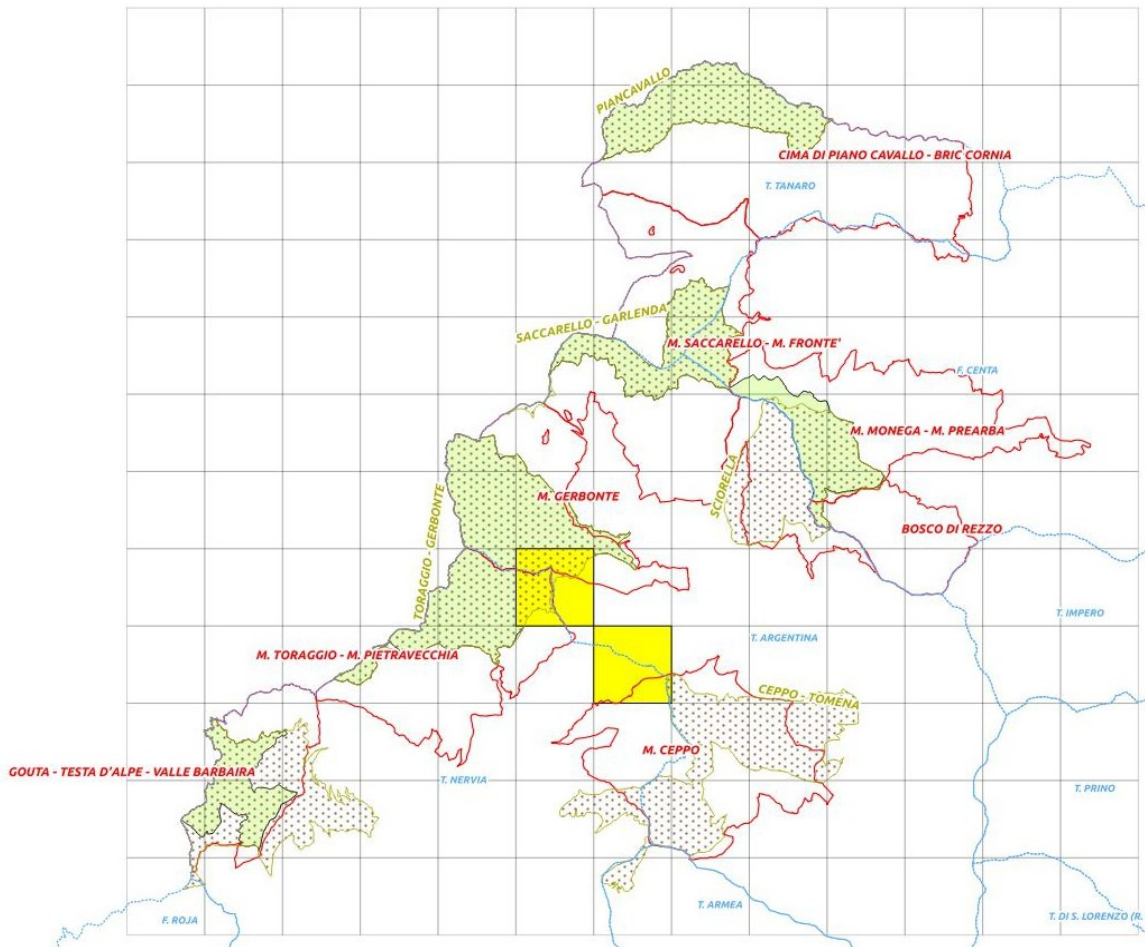 PIANCAVALLO
CIMA DI PIANO CAVALLO - BRIC CORNIA
T. TANARO
SACCARELLO - GARLENDA
M. SACCARELLO - M. FRONTE'
F. CENTA
M. MONEGA - M. PREARBA
SCIORELLA
M. GERBONTE
TORAGGIO - GERBONTE
BOSCO DI REZZO
T. IMPERO
T. ARGENTINA
M. TORAGGIO - M. PIETRAVECCHIA
CEPPO - TOMENA
M. CEPPO
GOUTA - TESTA D'ALPE - VALLE BARBAIRA
T. NERVIA
T. PRINO
T. ARMEA
F. ROJA
T. DI S. LORENZO (R.